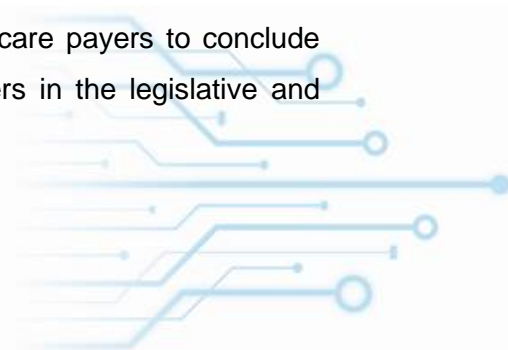 care payers to conclude
ers in the legislative and